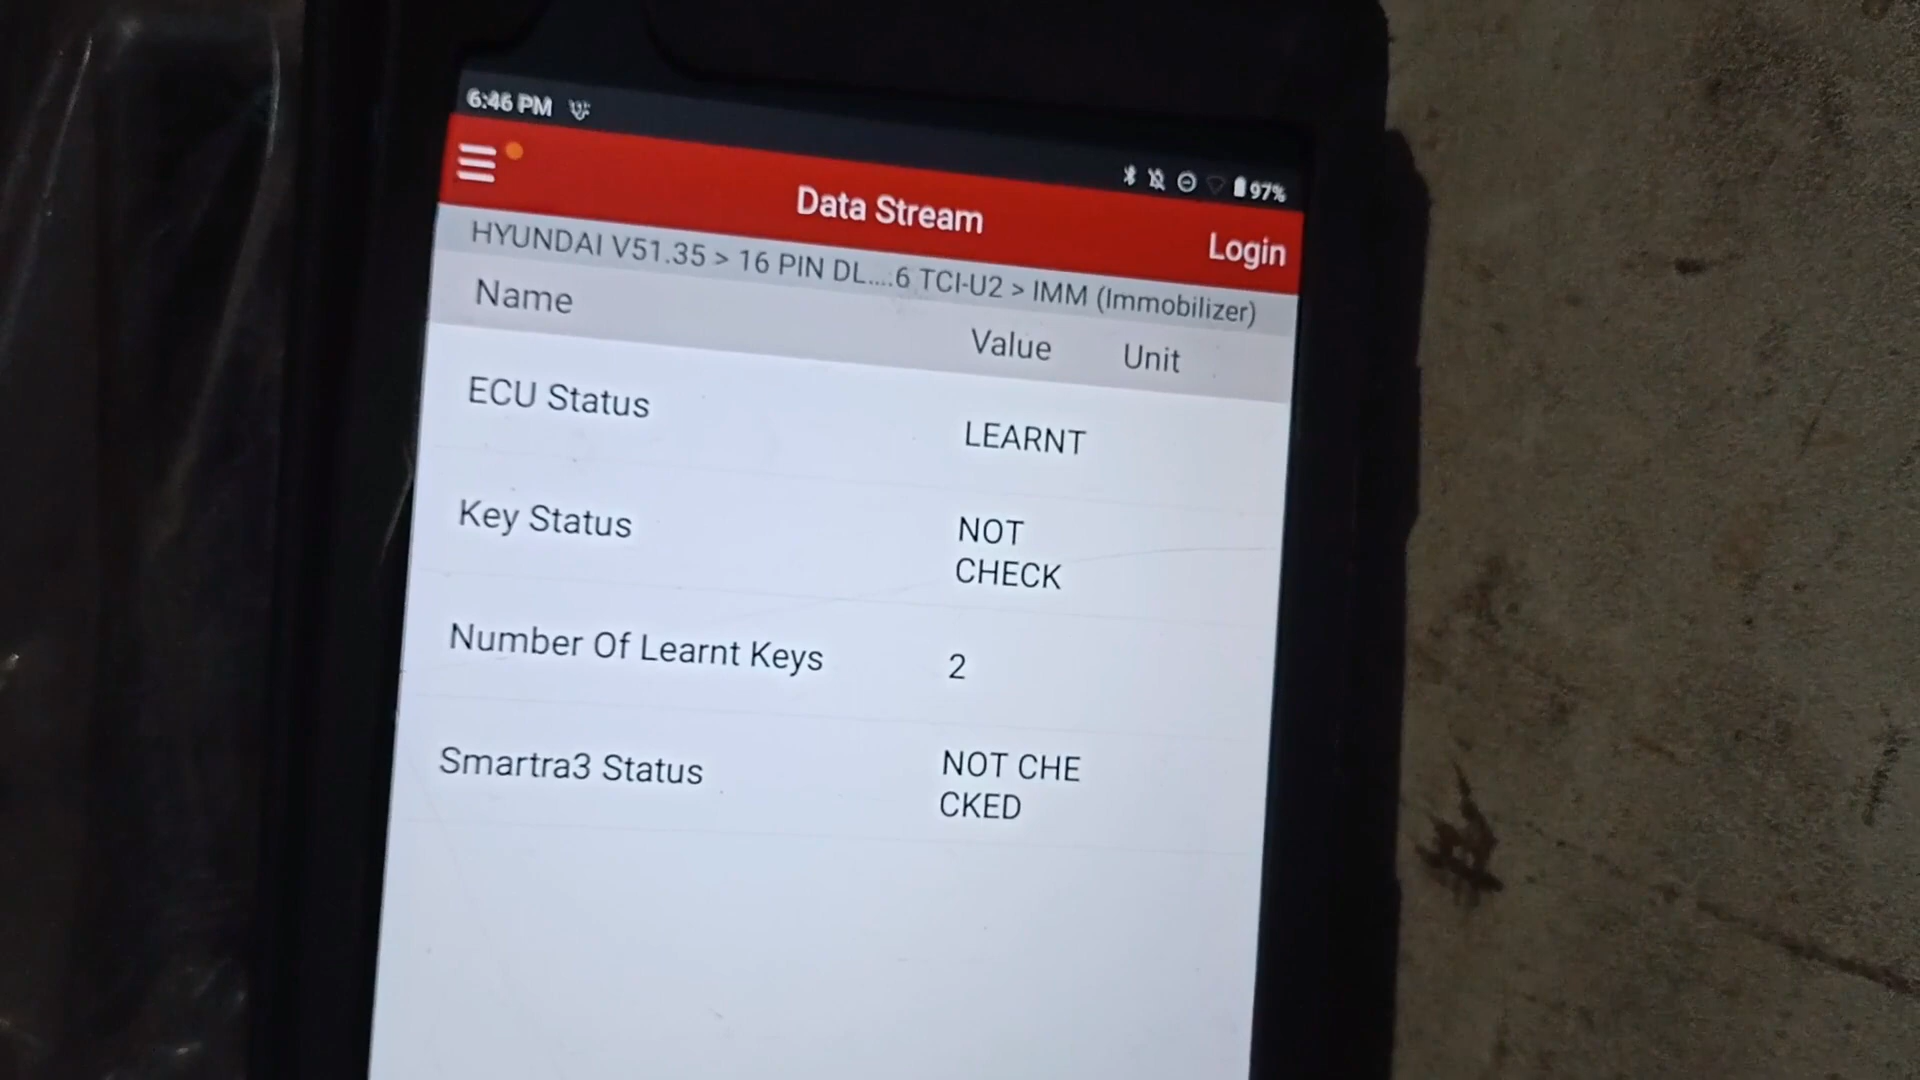 6:46 PM
97%
Data Stream
Login
HYUNDAI V51.35 > 16 PIN DL....6 TCI-U2 > IMM (Immobilizer)
Name Value Unit
ECU Status LEARNT
Key Status NOT
CHECK
Number Of Learnt Keys 2
Smartra3 Status NOT CHE
CKED